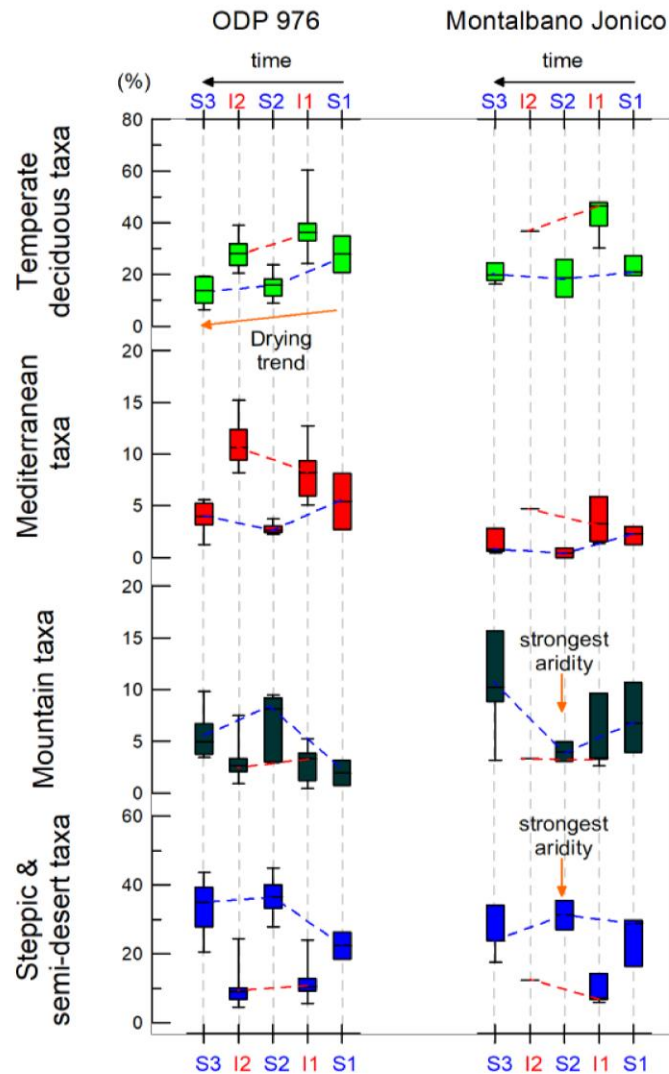 ODP 976
Montalbano Jonico
time
time
(%)
S3 I2 S2 I1 S1
S3 I2 S2 I1 S1
Temperate
deciduous taxa
80
60
40
20
0
Drying
trend
Mediterranean
taxa
20
15
10
5
0
Mountain taxa
20
15
10
5
0
strongest
aridity
Steppic &
semi-desert taxa
60
40
20
0
strongest
aridity
S3 I2 S2 I1 S1
S3 I2 S2 I1 S1